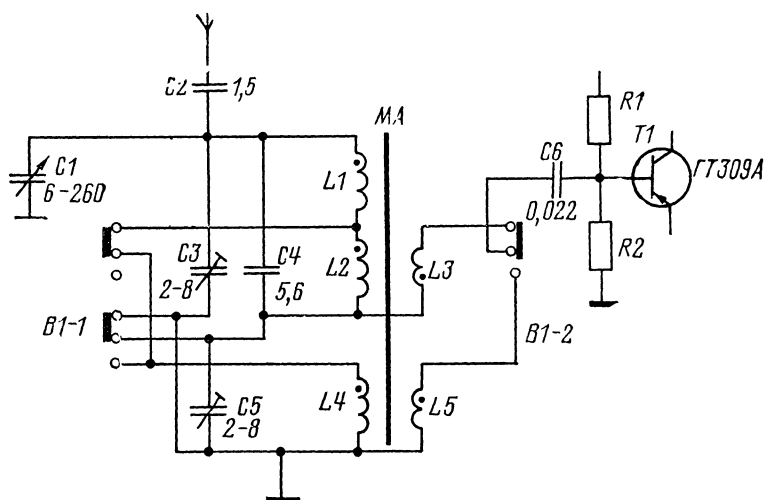 C2
1,5
MA
R1
C1
6-260
L1
C6
T1
ГТ309А
0,022
C3
2-8
C4
5,6
L2
L3
R2
B1-1
B1-2
L4
L5
C5
2-8